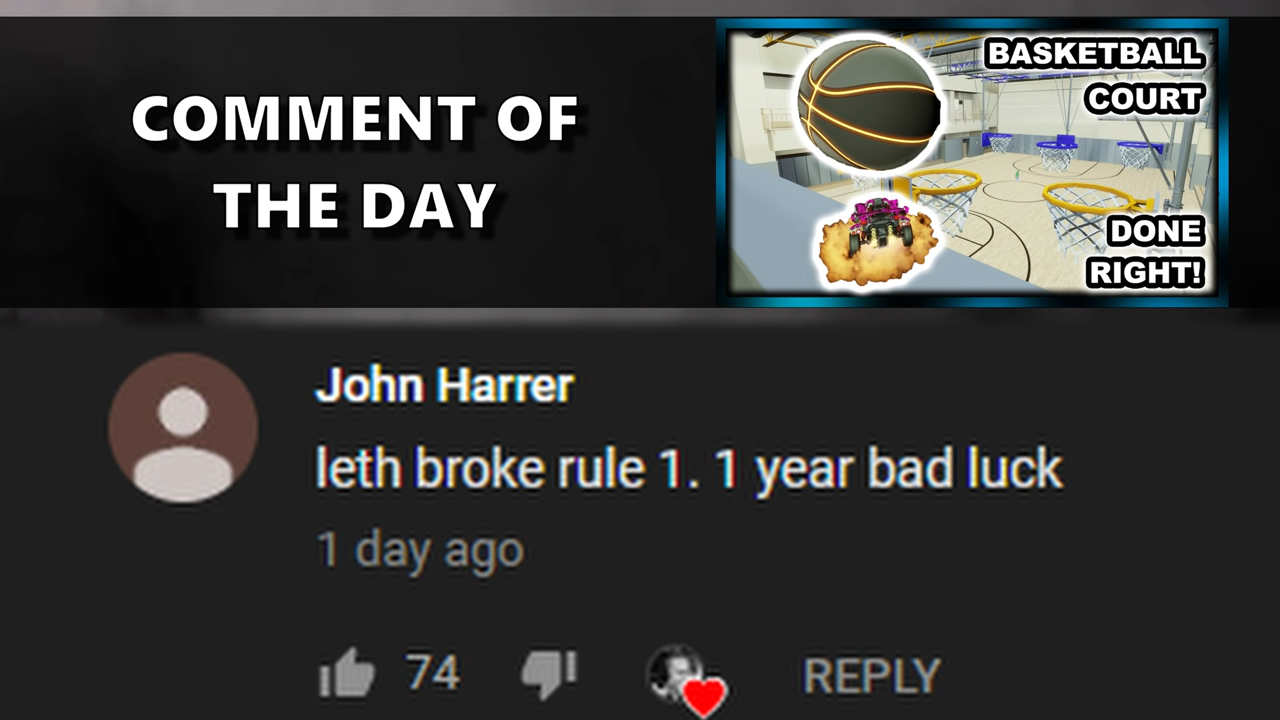 COMMENT OF
THE DAY
BASKETBALL
COURT
DONE
RIGHT!
John Harrer
leth broke rule 1. 1 year bad luck
1 day ago
74
REPLY